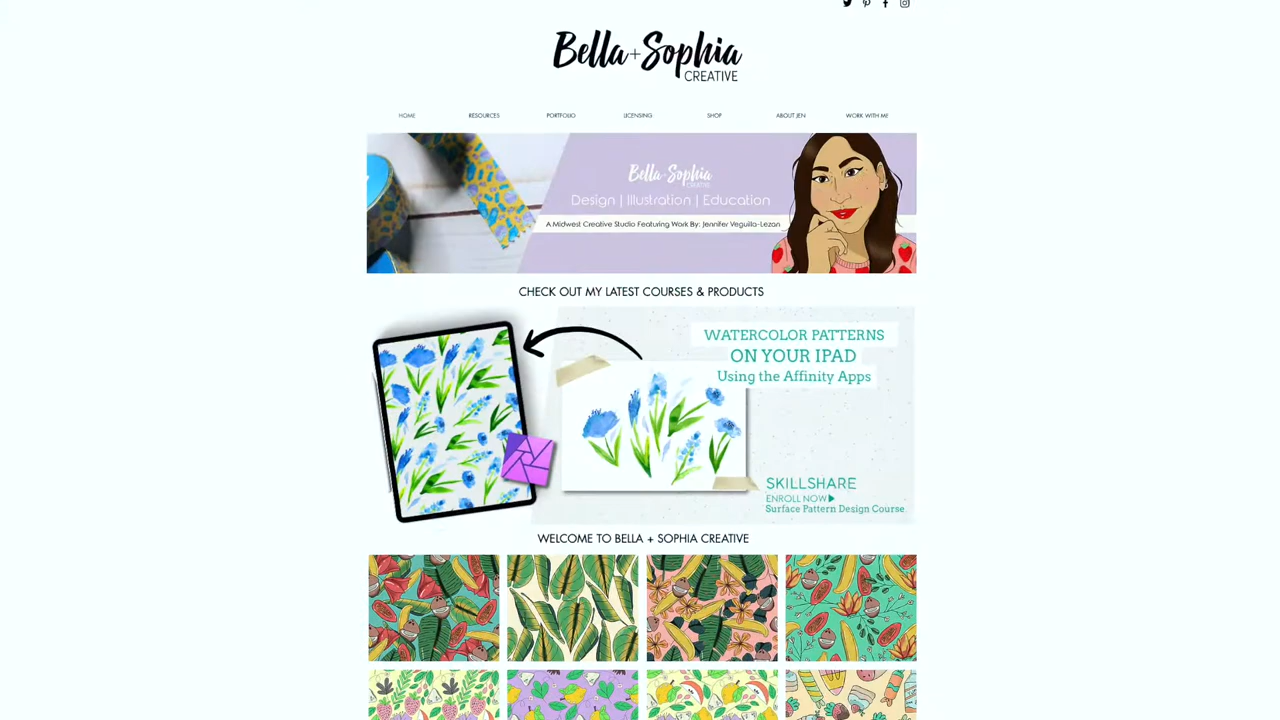 Bella+Sophia
CREATIVE
HOME RESOURCES PORTFOLIO LICENSING SHOP ABOUT JEN WORK WITH ME
Bella+Sophia
CREATIVE
Design | Illustration | Education
A Midwest Creative Studio Featuring Work By: Jennifer Veguilla-Lezan
CHECK OUT MY LATEST COURSES & PRODUCTS
WATERCOLOR PATTERNS
ON YOUR IPAD
Using the Affinity Apps
SKILLSHARE
ENROLL NOW
Surface Pattern Design Course
WELCOME TO BELLA + SOPHIA CREATIVE